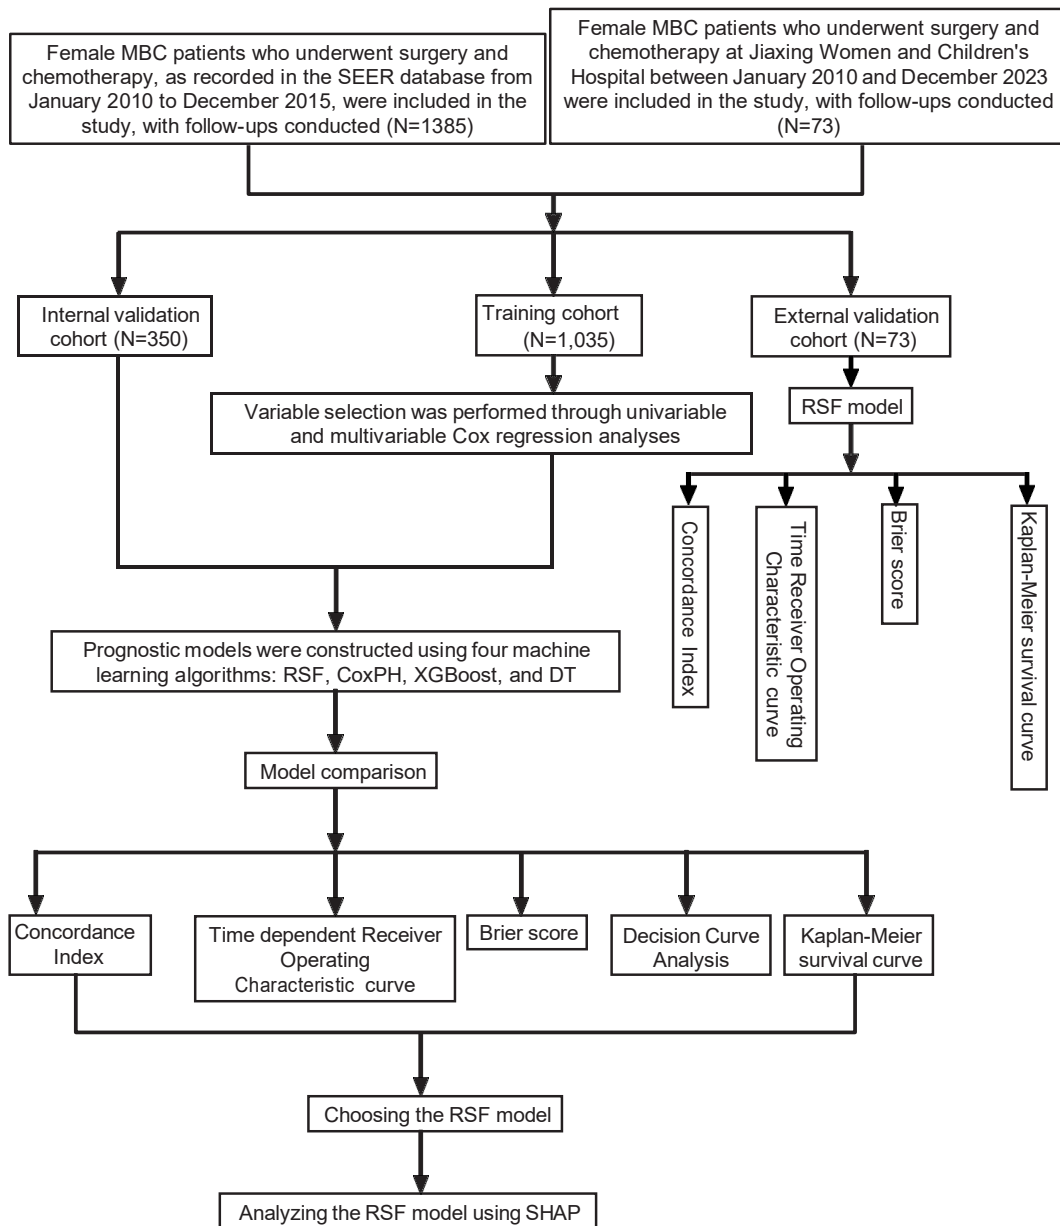 Female MBC patients who underwent surgery and
chemotherapy, as recorded in the SEER database from
January 2010 to December 2015, were included in the
study, with follow-ups conducted (N=1385)
Female MBC patients who underwent surgery and
chemotherapy at Jiaxing Women and Children's
Hospital between January 2010 and December 2023
were included in the study, with follow-ups conducted
(N=73)
Internal validation
cohort (N=350)
Training cohort
(N=1,035)
External validation
cohort (N=73)
Variable selection was performed through univariable
and multivariable Cox regression analyses
RSF model
Concordance
Index
Time Receiver Operating
Characteristic curve
Brier score
Kaplan-Meier survival curve
Prognostic models were constructed using four machine
learning algorithms: RSF, CoxPH, XGBoost, and DT
Model comparison
Concordance
Index
Time dependent Receiver
Operating
Characteristic curve
Brier score
Decision Curve
Analysis
Kaplan-Meier
survival curve
Choosing the RSF model
Analyzing the RSF model using SHAP